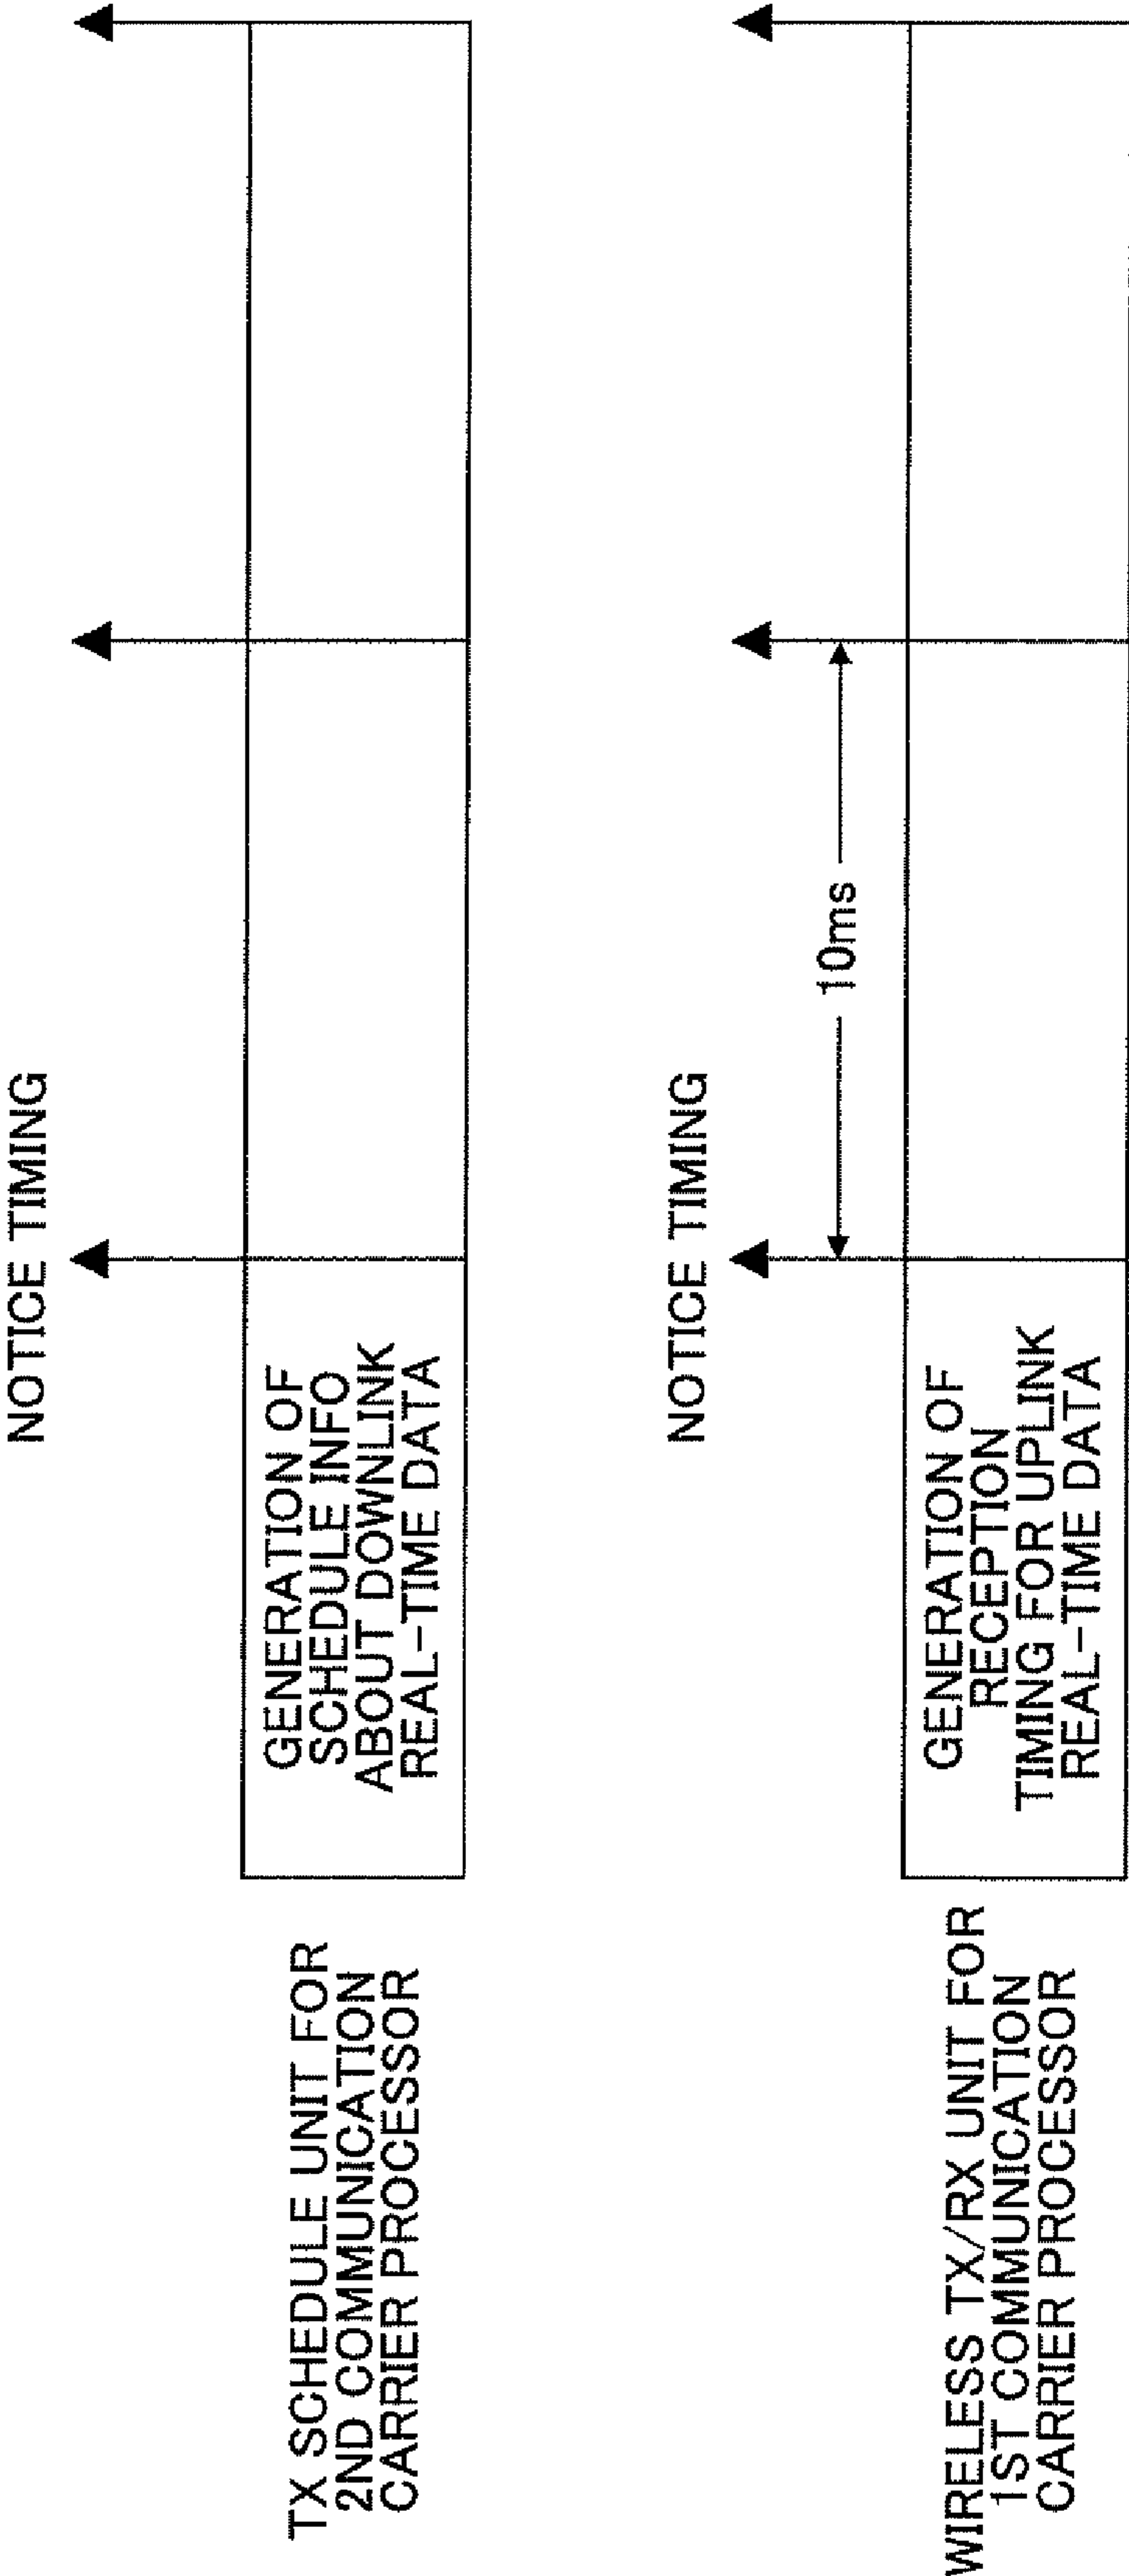 NOTICE TIMING
TX SCHEDULE UNIT FOR
2ND COMMUNICATION
CARRIER PROCESSOR
GENERATION OF
SCHEDULE INFO
ABOUT DOWNLINK
REAL-TIME DATA
NOTICE TIMING
10ms
WIRELESS TX/RX UNIT FOR
1ST COMMUNICATION
CARRIER PROCESSOR
GENERATION OF
RECEPTION
TIMING FOR UPLINK
REAL-TIME DATA